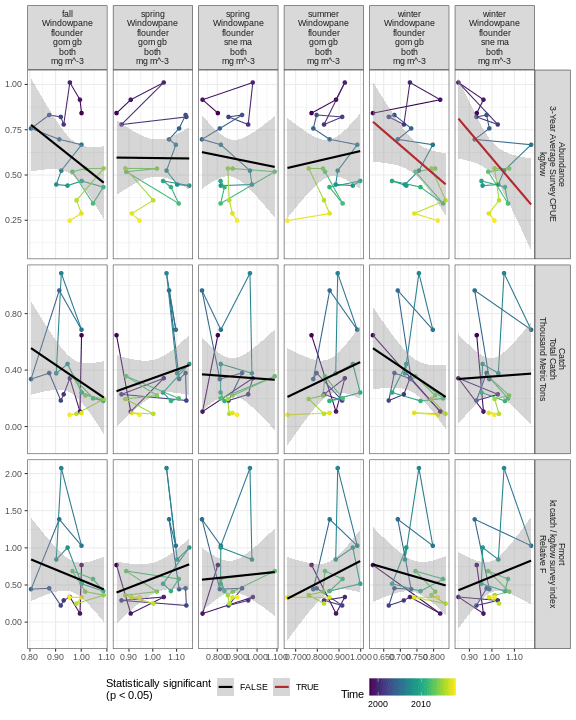 fall
Windowpane
flounder
gom gb
both
mg m^-3
spring
Windowpane
flounder
gom gb
both
mg m^-3
spring
Windowpane
flounder
sne ma
both
mg m^-3
summer
Windowpane
flounder
gom gb
both
mg m^-3
winter
Windowpane
flounder
gom gb
both
mg m^-3
winter
Windowpane
flounder
sne ma
both
mg m^-3
1.00
0.75
0.50
0.25
Abundance
3-Year Average Survey CPUE
kg/tow
0.80
0.40
0.00
Catch
Total Catch
Thousand Metric Tons
2.00
1.50
1.00
0.50
0.00
Fmort
kt catch / kg/tow survey index
Relative F
0.80 0.90 1.00 1.10
0.90 1.00 1.10
0.800 0.900 1.000 1.100
0.700 0.800 0.900 1.000
0.650 0.700 0.750 0.800
0.90 1.00 1.10
Statistically significant
(p < 0.05)
FALSE
TRUE
Time
2000 2010